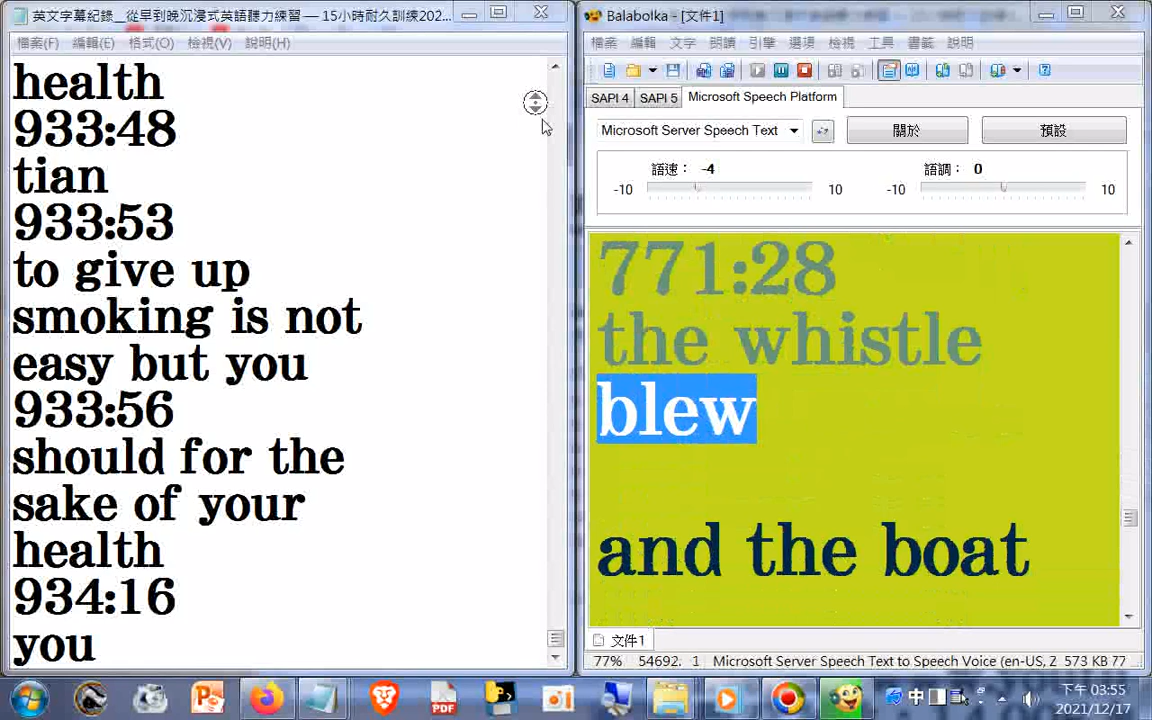 英文字幕紀錄__從早到晚沉浸式英語聽力練習 — 15小時耐久訓練202...
檔案(F) 編輯(E) 格式(O) 檢視(V) 說明(H)
health
933:48
tian
933:53
to give up
smoking is not
easy but you
933:56
should for the
sake of your
health
934:16
you
Balabolka - [文件1]
檔案 編輯 文字 朗讀 引擎 選項 檢視 工具 書籤 說明
SAPI 4 SAPI 5 Microsoft Speech Platform
Microsoft Server Speech Text 關於 預設
語速： -4 語調： 0
-10 10 -10 10
771:28
the whistle
blew
and the boat
文件1
77% 54692. 1 Microsoft Server Speech Text to Speech Voice (en-US, 2 573 KB 77
PDF 中 下午 03:55
2021/12/17